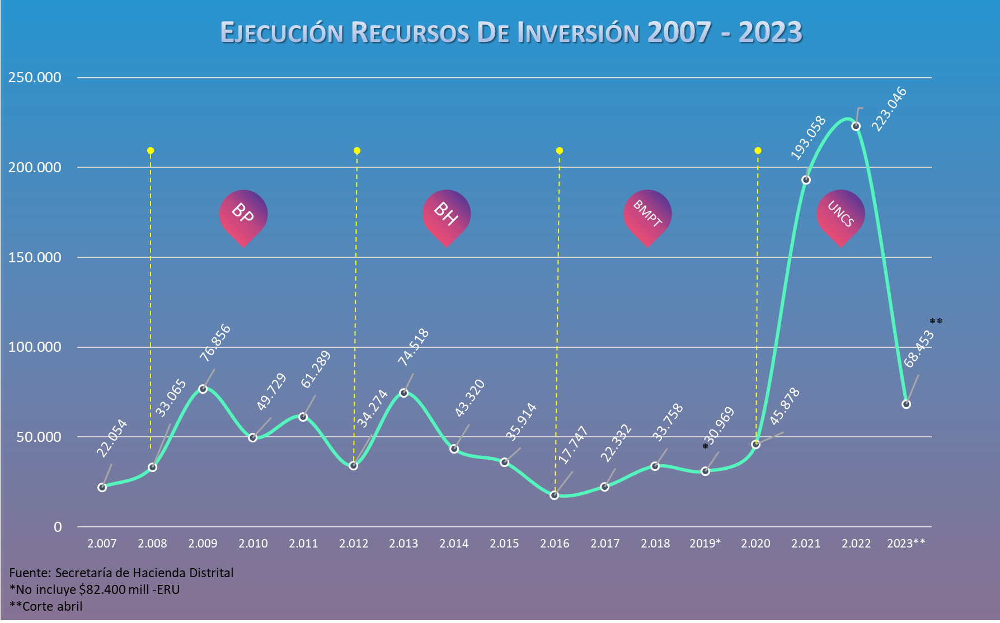 EJECUCIÓN RECURSOS DE INVERSIÓN 2007 - 2023
250.000
200.000
150.000
100.000
50.000
0
22.054
33.065
76.856
49.729
61.289
34.274
74.518
43.320
35.914
17.747
22.332
33.758
30.969
45.878
193.058
223.046
68.453
BP
BH
BMPT
UNCS
2.007 2.008 2.009 2.010 2.011 2.012 2.013 2.014 2.015 2.016 2.017 2.018 2019* 2.020 2.021 2.022 2023**
Fuente: Secretaría de Hacienda Distrital
*No incluye $82.400 mill -ERU
**Corte abril